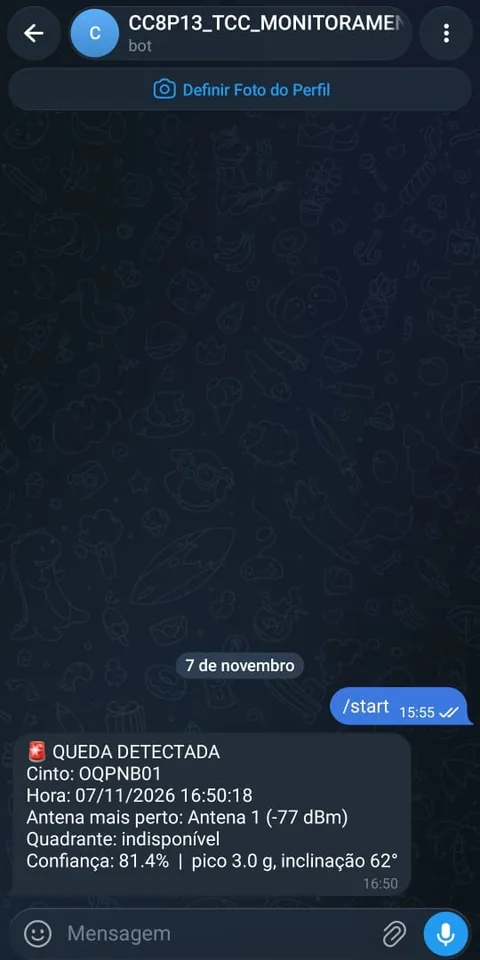 C
CC8P13_TCC_MONITORAMEN
bot
Definir Foto do Perfil
7 de novembro
/start 15:55
🚨 QUEDA DETECTADA
Cinto: OQPNB01
Hora: 07/11/2026 16:50:18
Antena mais perto: Antena 1 (-77 dBm)
Quadrante: indisponível
Confiança: 81.4% | pico 3.0 g, inclinação 62°
16:50
Mensagem